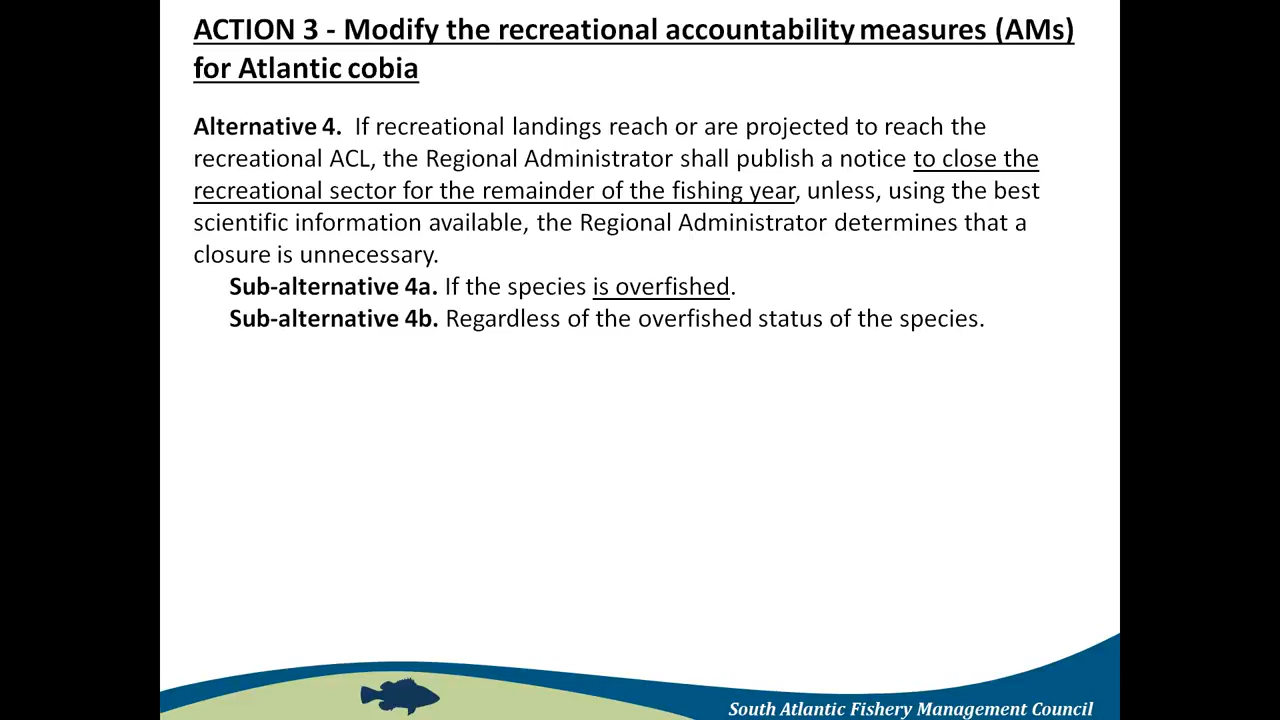 ACTION 3 - Modify the recreational accountability measures (AMs)
for Atlantic cobia
Alternative 4. If recreational landings reach or are projected to reach the
recreational ACL, the Regional Administrator shall publish a notice to close the
recreational sector for the remainder of the fishing year, unless, using the best
scientific information available, the Regional Administrator determines that a
closure is unnecessary.
Sub-alternative 4a. If the species is overfished.
Sub-alternative 4b. Regardless of the overfished status of the species.
South Atlantic Fishery Management Council